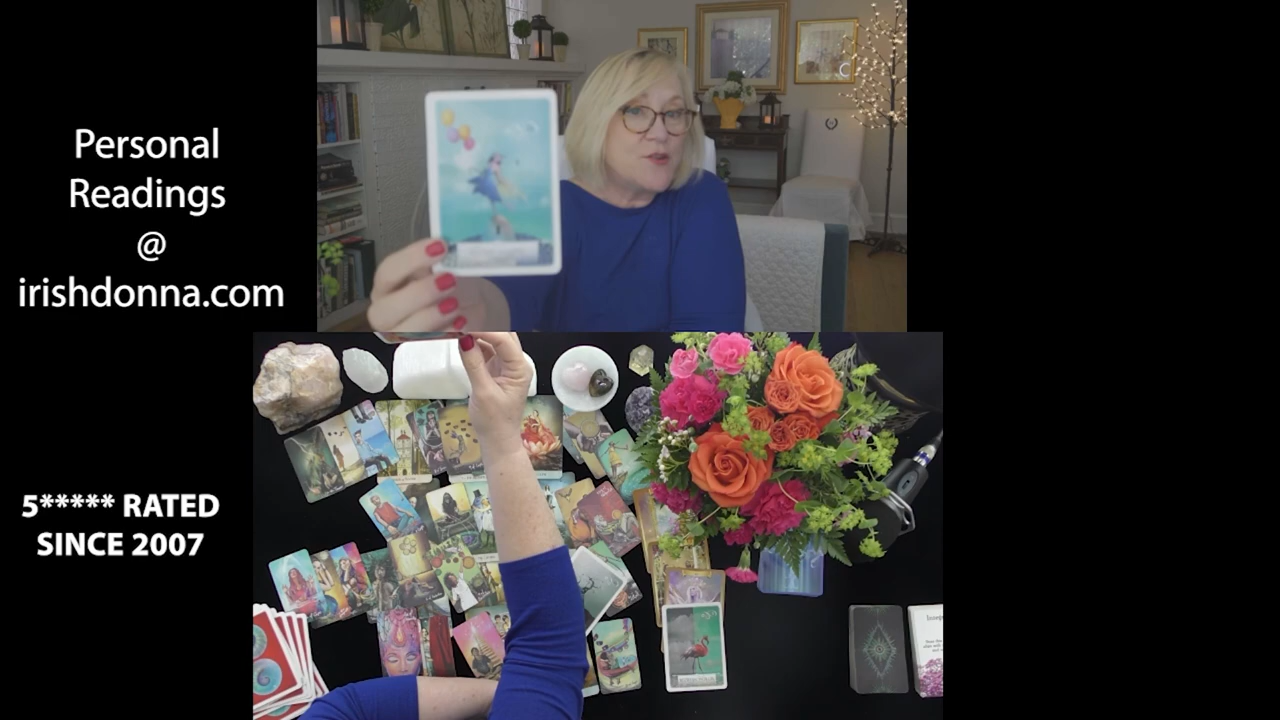 Personal
Readings
@
irishdonna.com
5***** RATED
SINCE 2007